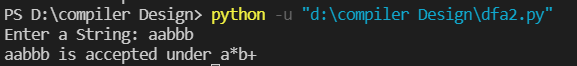 PS D:\compiler Design> python -u "d:\compiler Design\dfa2.py"
Enter a String: aabbb
aabbb is accepted under a*b+